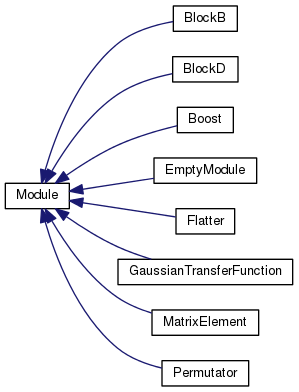 BlockB
BlockD
Boost
EmptyModule
Module
Flatter
GaussianTransferFunction
MatrixElement
Permutator